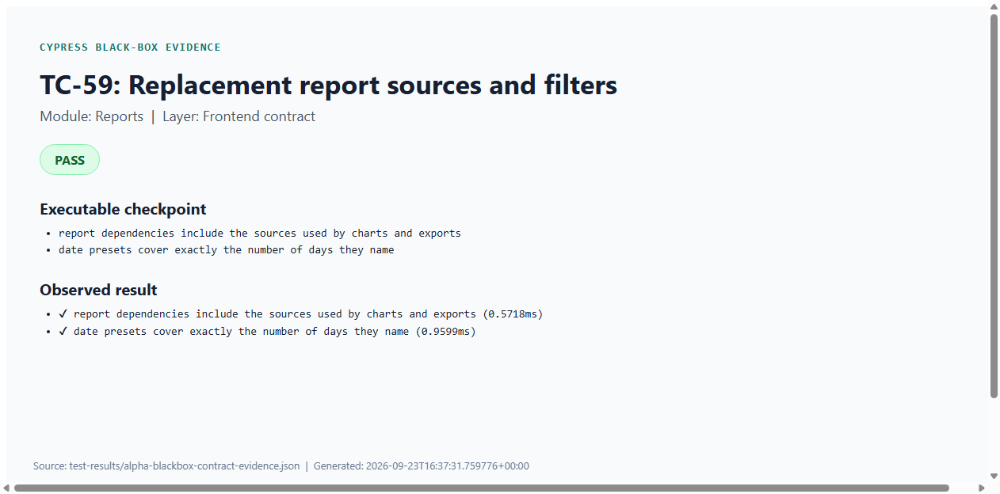 CYPRESS BLACK-BOX EVIDENCE
TC-59: Replacement report sources and filters
Module: Reports | Layer: Frontend contract
PASS
Executable checkpoint
• report dependencies include the sources used by charts and exports
• date presets cover exactly the number of days they name
Observed result
• ✓ report dependencies include the sources used by charts and exports (0.5718ms)
• ✓ date presets cover exactly the number of days they name (0.9599ms)
Source: test-results/alpha-blackbox-contract-evidence.json | Generated: 2026-09-23T16:37:31.759776+00:00